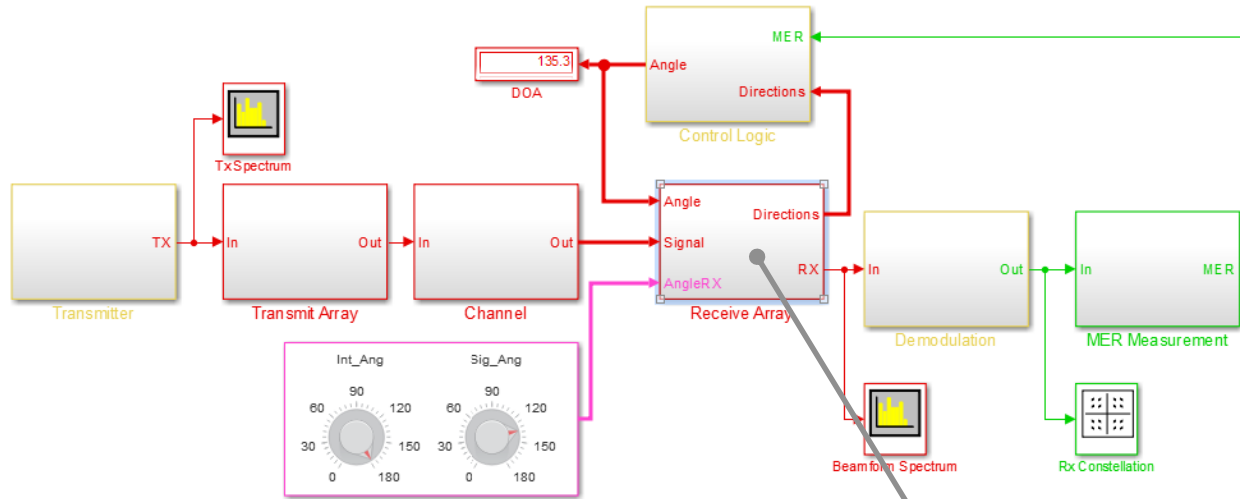 MER
135.3
Angle
DOA
Directions
Control Logic
TxSpectrum
TX
In
Out
In
Out
Angle
Signal
AngleRX
Directions
RX
In
Out
In
MER
Transmitter
Transmit Array
Channel
Receive Array
Demodulation
MER Measurement
Int_Ang
Sig_Ang
0
30
60
90
120
150
180
0
30
60
90
120
150
180
Beamform Spectrum
Rx Constellation